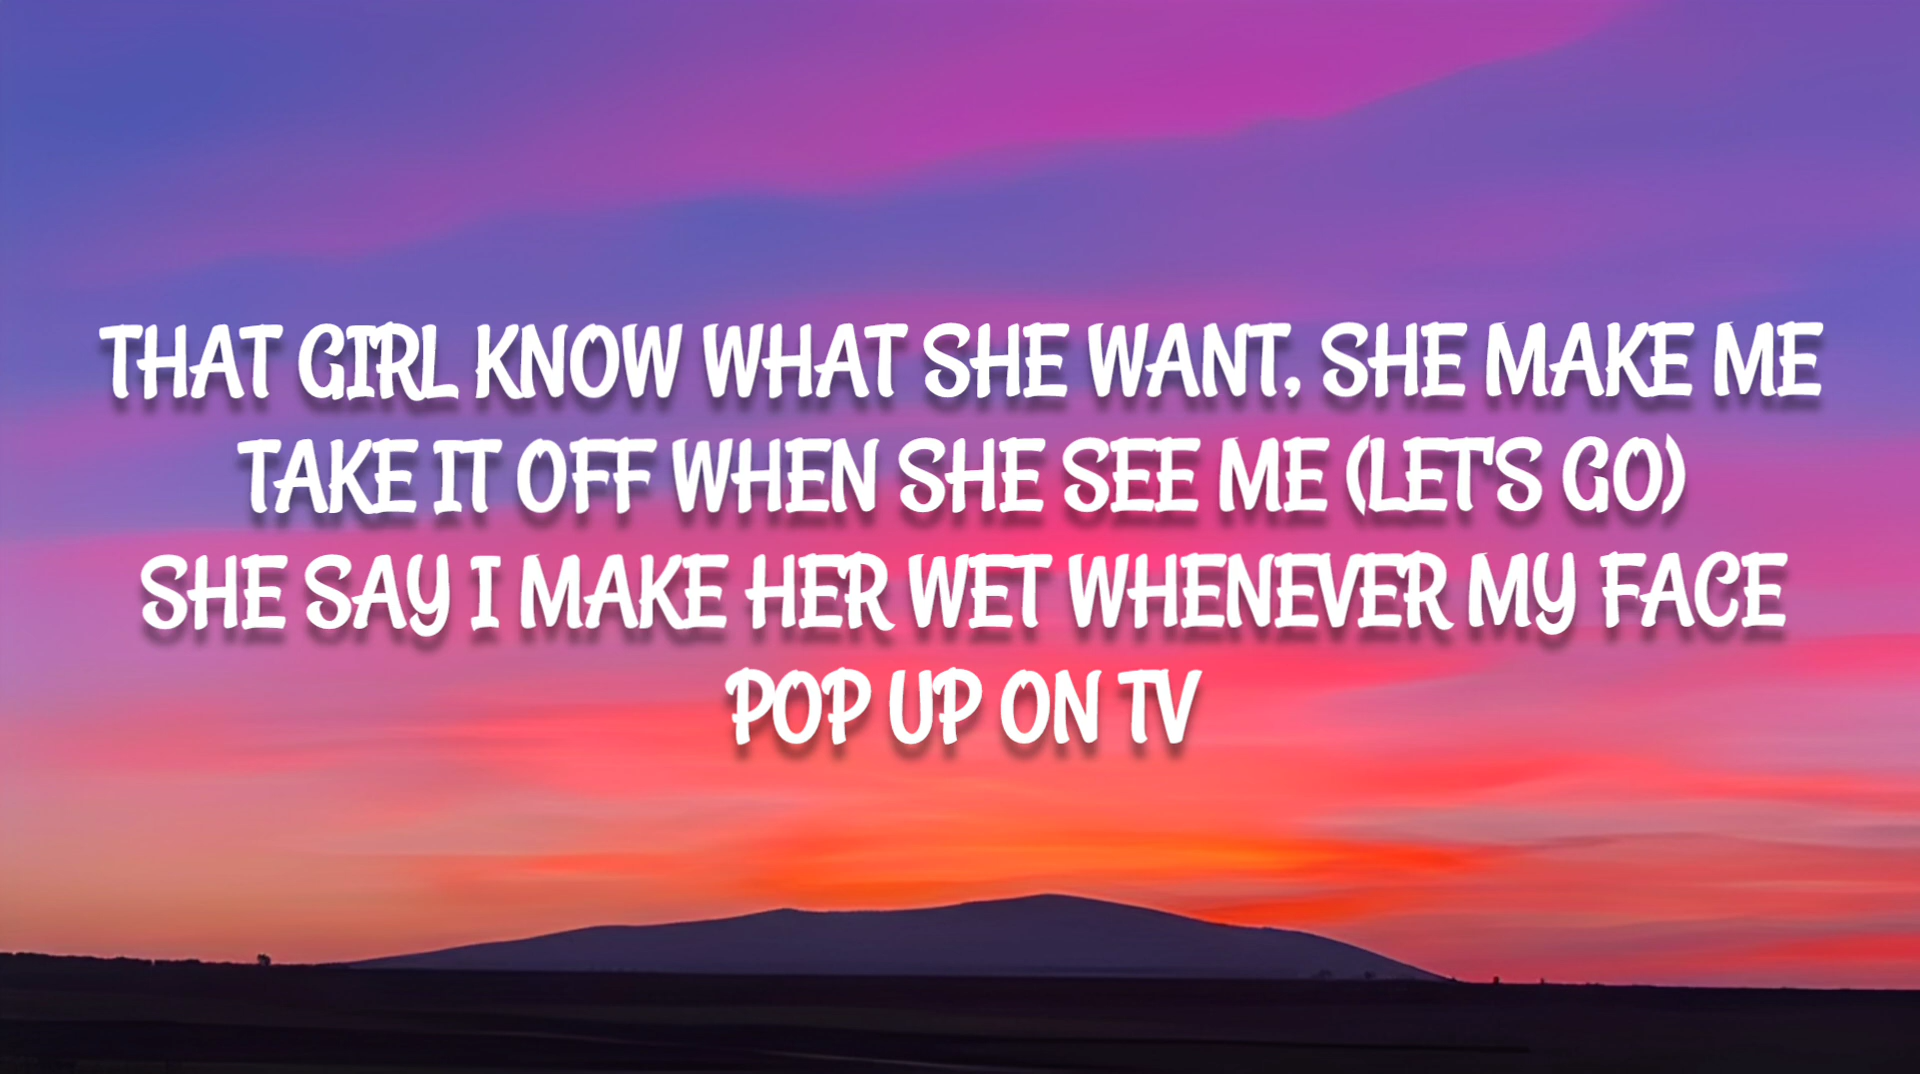 THAT GIRL KNOW WHAT SHE WANT, SHE MAKE ME
TAKE IT OFF WHEN SHE SEE ME (LET'S GO)
SHE SAY I MAKE HER WET WHENEVER MY FACE
POP UP ON TV